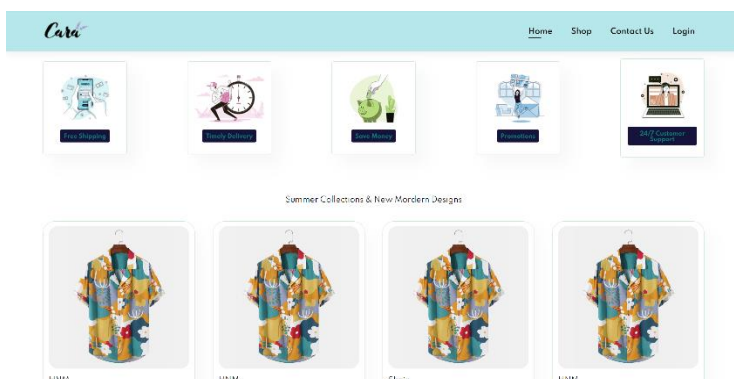 Cara
Home Shop Contact Us Login
Free Shipping
Timely Delivery
Save Money
Promotions
24/7 Customer
Support
Summer Collections & New Mordern Designs